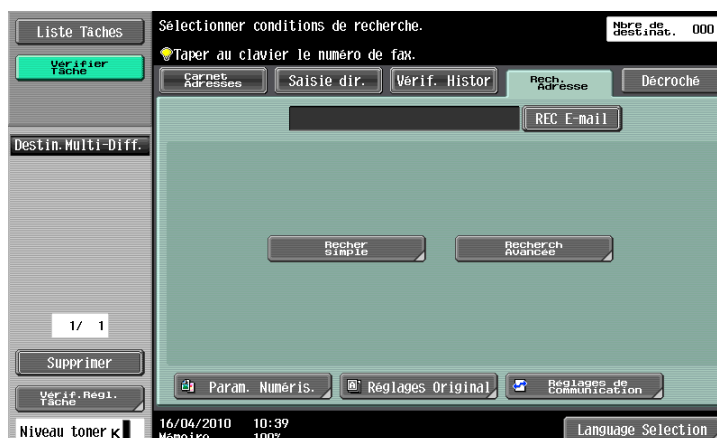 Liste Tâches
Vérifier
Tâche
Destin.Multi-Diff.
1/ 1
Supprimer
Vérif.Régl.
Tâche
Niveau toner K
Sélectionner conditions de recherche.
Nbre de
destinat. 000
Taper au clavier le numéro de fax.
Carnet
Adresses
Saisie dir.
Vérif. Histor
Rech.
Adresse
Décroché
REC E-mail
Recher
simple
Recherch
Avancée
Param. Numéris.
Réglages Original
Réglages de
Communication
16/04/2010 10:39
Mémoire 100%
Language Selection